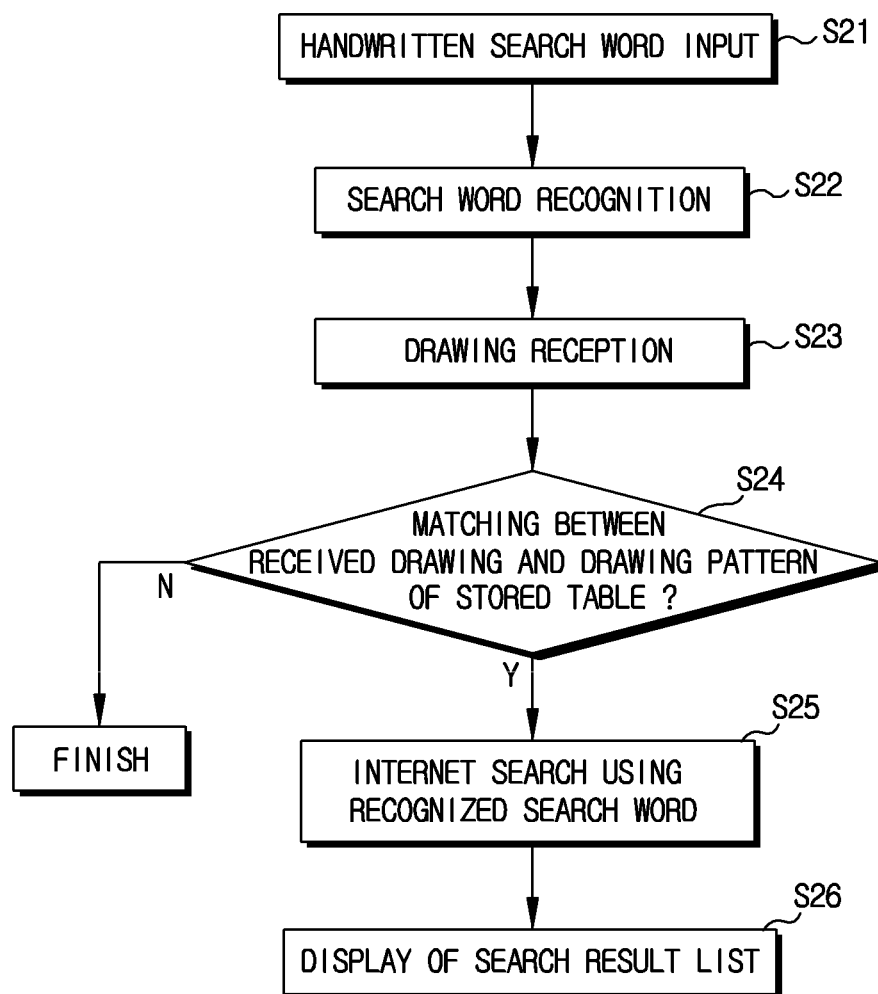 HANDWRITTEN SEARCH WORD INPUT
S21
SEARCH WORD RECOGNITION
S22
DRAWING RECEPTION
S23
S24
MATCHING BETWEEN
RECEIVED DRAWING AND DRAWING PATTERN
OF STORED TABLE ?
N
Y
FINISH
S25
INTERNET SEARCH USING
RECOGNIZED SEARCH WORD
S26
DISPLAY OF SEARCH RESULT LIST